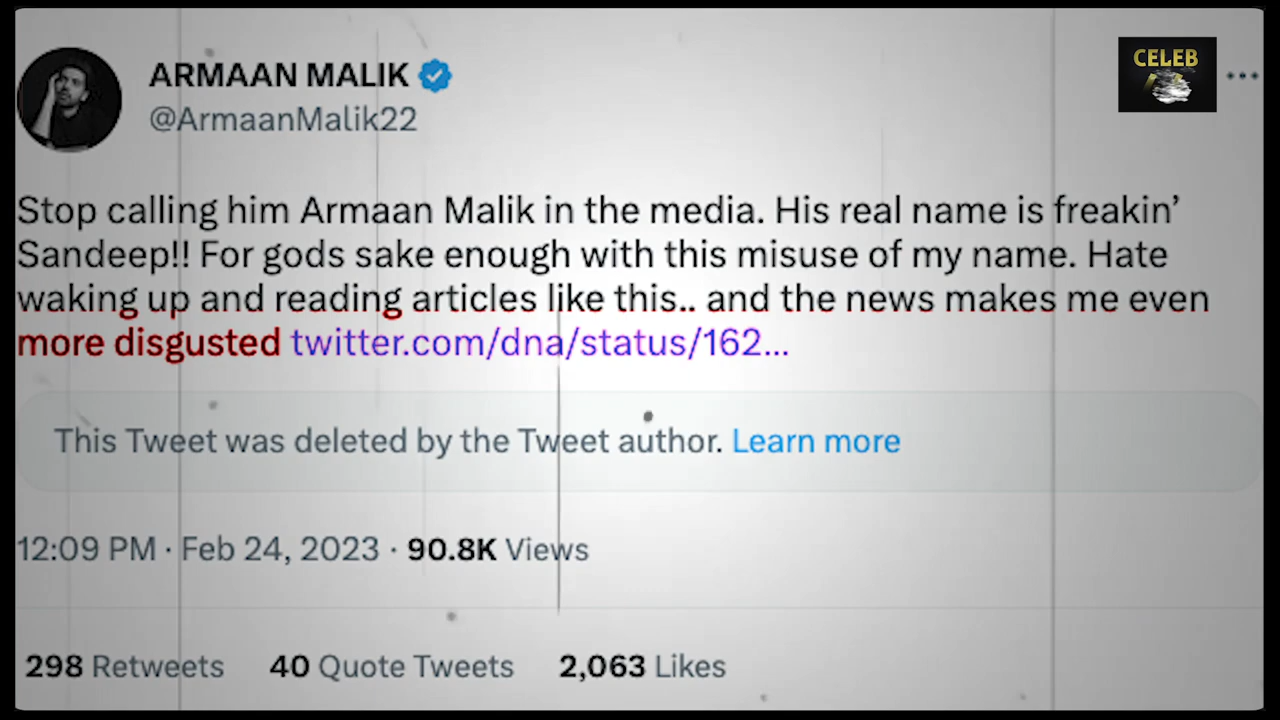 ARMAAN MALIK
@ArmaanMalik22
CELEB
Stop calling him Armaan Malik in the media. His real name is freakin’
Sandeep!! For gods sake enough with this misuse of my name. Hate
waking up and reading articles like this.. and the news makes me even
more disgusted twitter.com/dna/status/162...
This Tweet was deleted by the Tweet author. Learn more
12:09 PM · Feb 24, 2023 · 90.8K Views
298 Retweets 40 Quote Tweets 2,063 Likes